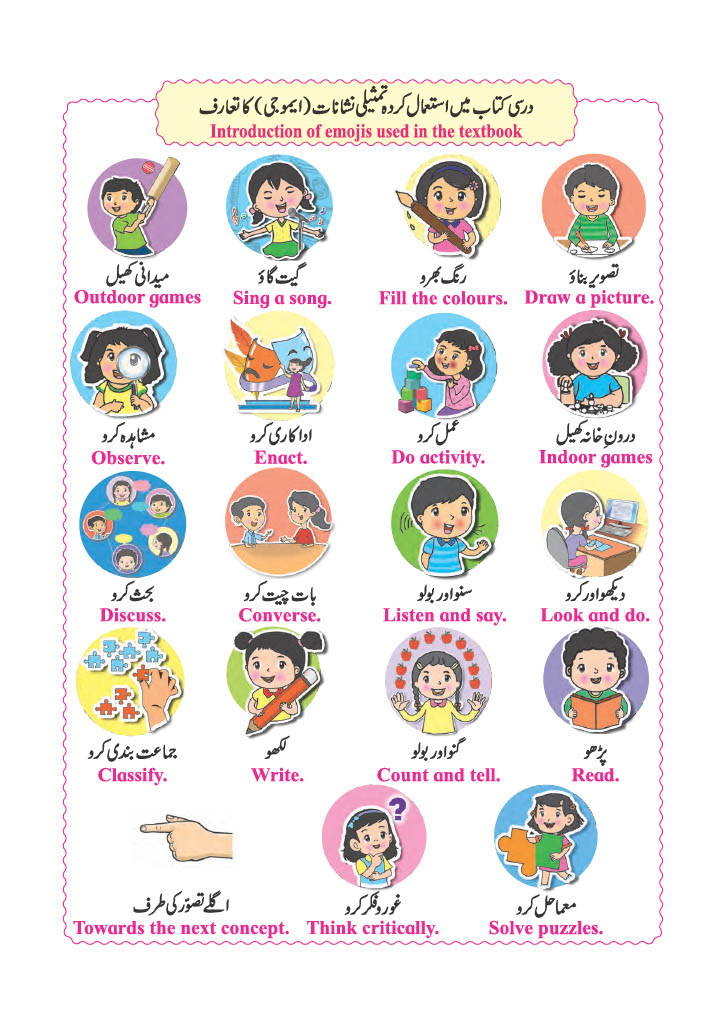 درسی کتاب میں استعمال کردہ تمثیلی نشانات (ایموجی) کا تعارف
Introduction of emojis used in the textbook
میدانی کھیل
Outdoor games
گیت گاؤ
Sing a song.
رنگ بھرو
Fill the colours.
تصویر بناؤ
Draw a picture.
مشاہدہ کرو
Observe.
اداکاری کرو
Enact.
عمل کرو
Do activity.
درونِ خانہ کھیل
Indoor games
بحث کرو
Discuss.
بات چیت کرو
Converse.
سنو اور بولو
Listen and say.
دیکھو اور کرو
Look and do.
جماعت بندی کرو
Classify.
لکھو
Write.
گنو اور بولو
Count and tell.
پڑھو
Read.
?
اگلے تصوّر کی طرف
Towards the next concept.
غور و فکر کرو
Think critically.
معما حل کرو
Solve puzzles.